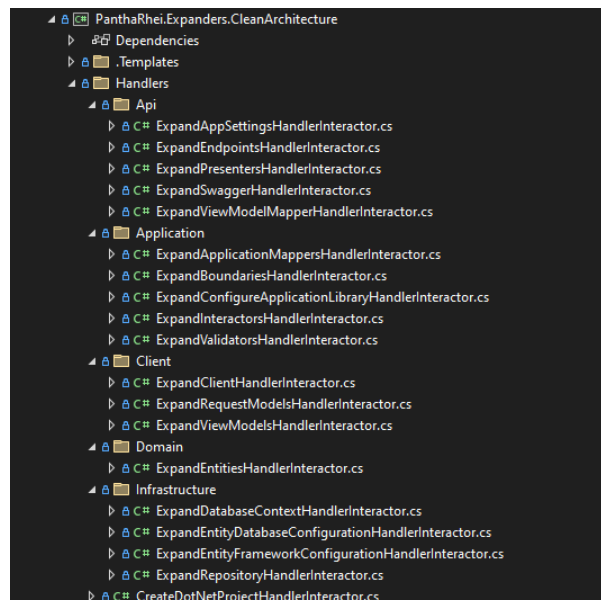 C# PanthaRhei.Expanders.CleanArchitecture
Dependencies
.Templates
Handlers
Api
C# ExpandAppSettingsHandlerInteractor.cs
C# ExpandEndpointsHandlerInteractor.cs
C# ExpandPresentersHandlerInteractor.cs
C# ExpandSwaggerHandlerInteractor.cs
C# ExpandViewModelMapperHandlerInteractor.cs
Application
C# ExpandApplicationMappersHandlerInteractor.cs
C# ExpandBoundariesHandlerInteractor.cs
C# ExpandConfigureApplicationLibraryHandlerInteractor.cs
C# ExpandInteractorsHandlerInteractor.cs
C# ExpandValidatorsHandlerInteractor.cs
Client
C# ExpandClientHandlerInteractor.cs
C# ExpandRequestModelsHandlerInteractor.cs
C# ExpandViewModelsHandlerInteractor.cs
Domain
C# ExpandEntitiesHandlerInteractor.cs
Infrastructure
C# ExpandDatabaseContextHandlerInteractor.cs
C# ExpandEntityDatabaseConfigurationHandlerInteractor.cs
C# ExpandEntityFrameworkConfigurationHandlerInteractor.cs
C# ExpandRepositoryHandlerInteractor.cs
C# CreateDotNetProjectHandlerInteractor.cs